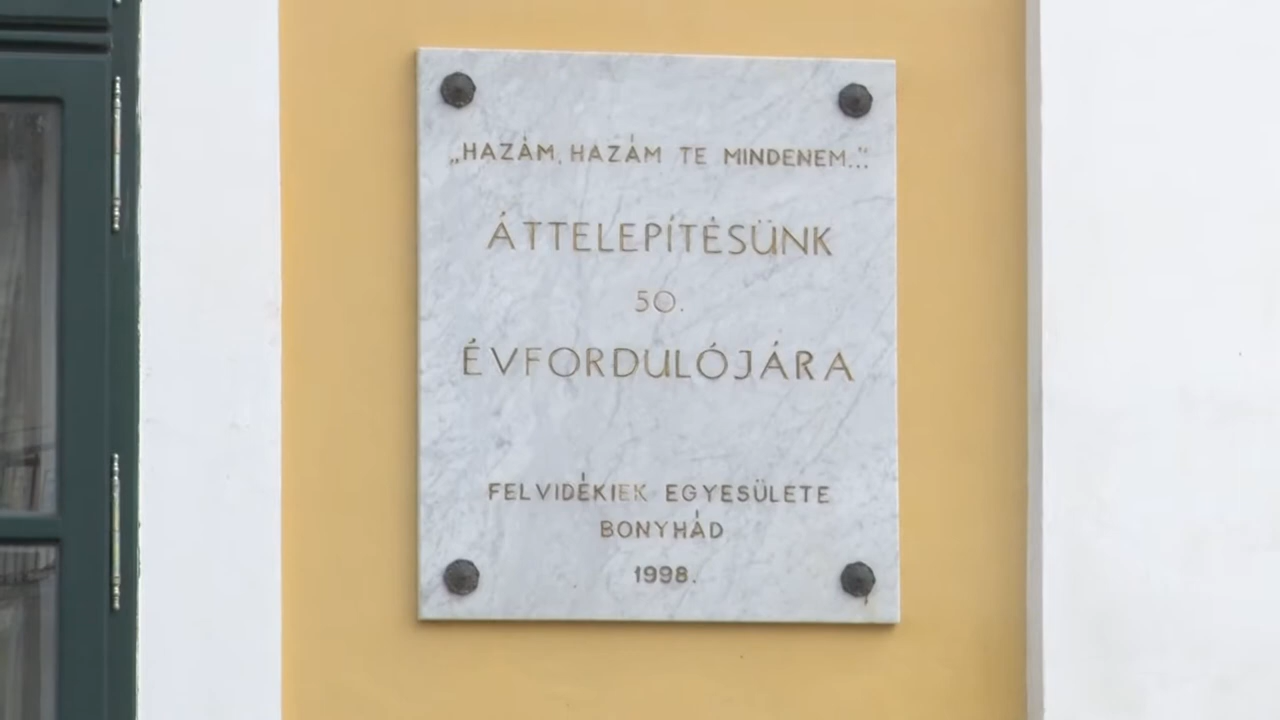 „HAZÁM, HAZÁM TE MINDENEM..."
ÁTTELEPÍTÉSÜNK
50.
ÉVFORDULÓJÁRA
FELVIDÉKIEK EGYESÜLETE
BONYHÁD
1998.